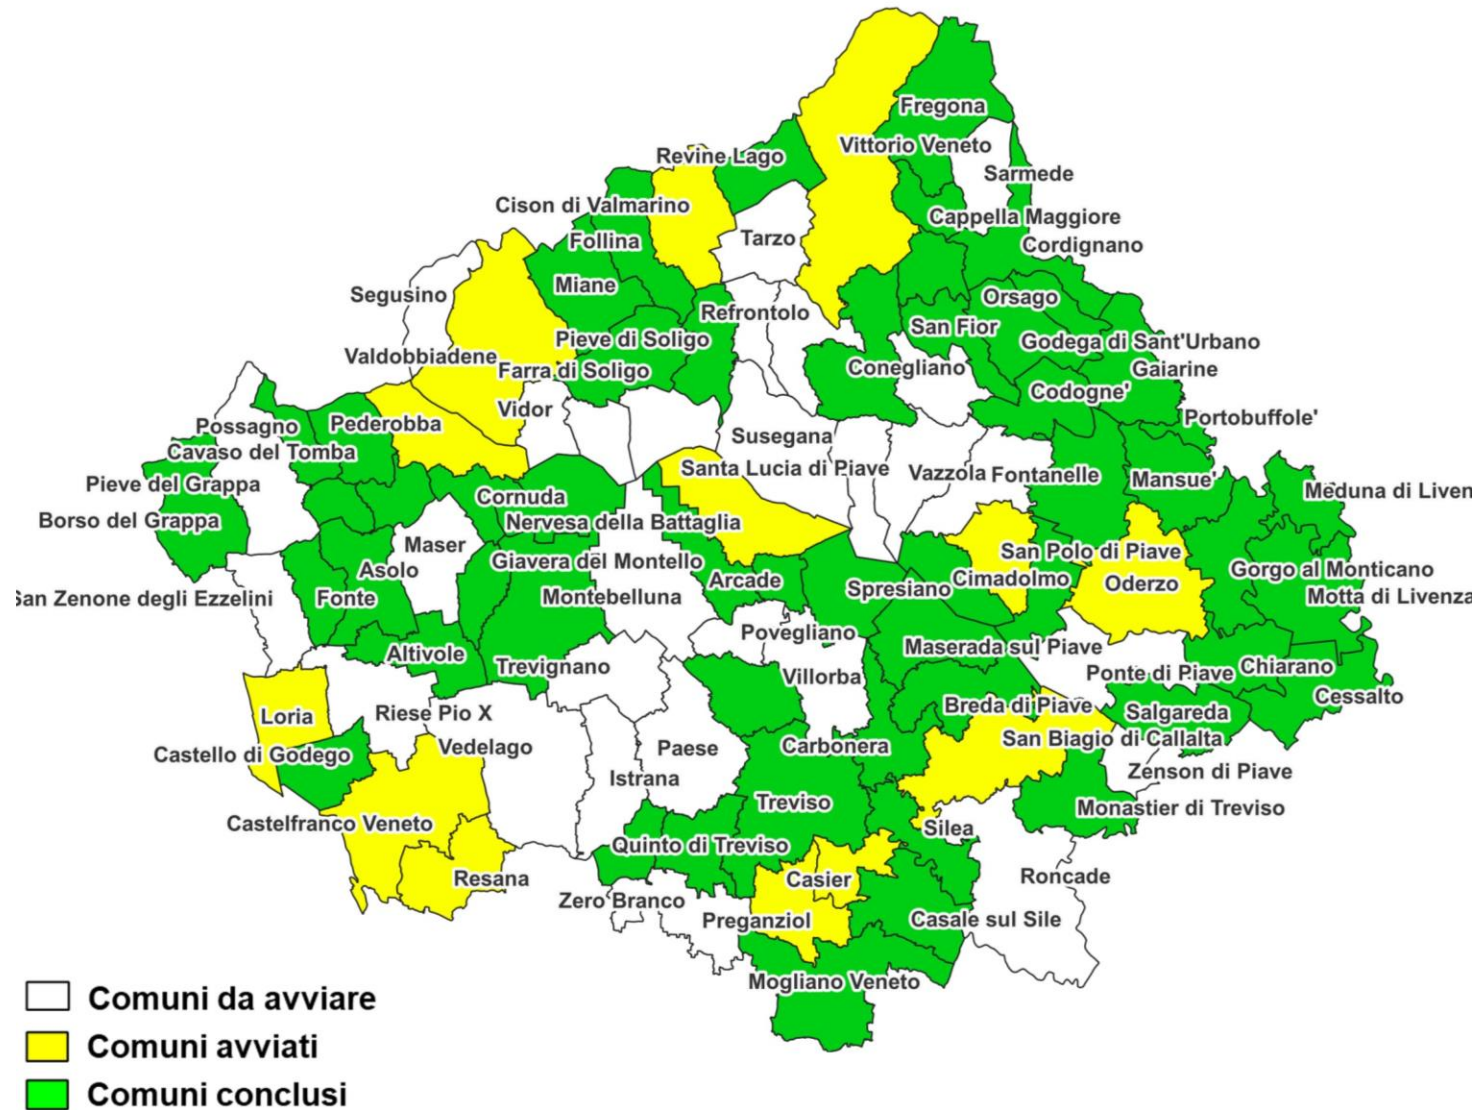 Fregona
Vittorio Veneto
Revine Lago
Sarmede
Cison di Valmarino
Cappella Maggiore
Follina
Tarzo
Cordignano
Miane
Segusino
Orsago
Refrontolo
San Fior
Pieve di Soligo
Godega di Sant'Urbano
Valdobbiadene
Farra di Soligo
Conegliano
Gaiarine
Codogne'
Vidor
Portobuffole'
Possagno
Pederobba
Susegana
Cavaso del Tomba
Santa Lucia di Piave
Vazzola
Fontanelle
Mansue'
Pieve del Grappa
Cornuda
Meduna di Liven
Borso del Grappa
Nervesa della Battaglia
Maser
San Polo di Piave
Giavera del Montello
Asolo
Arcade
Cimadolmo
Oderzo
Gorgo al Monticano
Spresiano
San Zenone degli Ezzelini
Fonte
Montebelluna
Motta di Livenza
Povegliano
Maserada sul Piave
Altivole
Trevignano
Villorba
Ponte di Piave
Chiarano
Cessalto
Loria
Riese Pio X
Breda di Piave
Salgareda
Vedelago
Paese
Carbonera
San Biagio di Callalta
Castello di Godego
Istrana
Zenson di Piave
Treviso
Monastier di Treviso
Castelfranco Veneto
Silea
Quinto di Treviso
Resana
Casier
Roncade
Zero Branco
Preganziol
Casale sul Sile
Mogliano Veneto
Comuni da avviare
Comuni avviati
Comuni conclusi